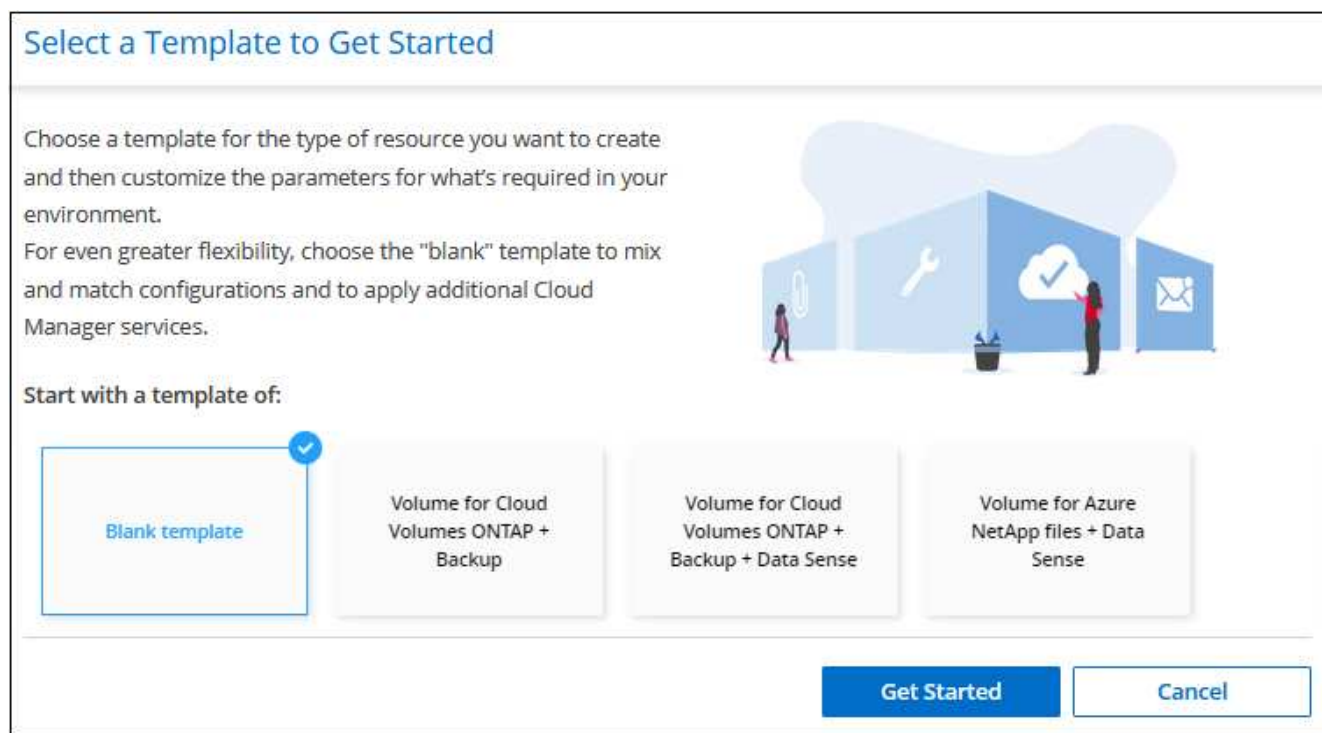 Select a Template to Get Started
Choose a template for the type of resource you want to create
and then customize the parameters for what's required in your
environment.
For even greater flexibility, choose the "blank" template to mix
and match configurations and to apply additional Cloud
Manager services.
Start with a template of:
Blank template
Volume for Cloud
Volumes ONTAP +
Backup
Volume for Cloud
Volumes ONTAP +
Backup + Data Sense
Volume for Azure
NetApp files + Data
Sense
Get Started
Cancel